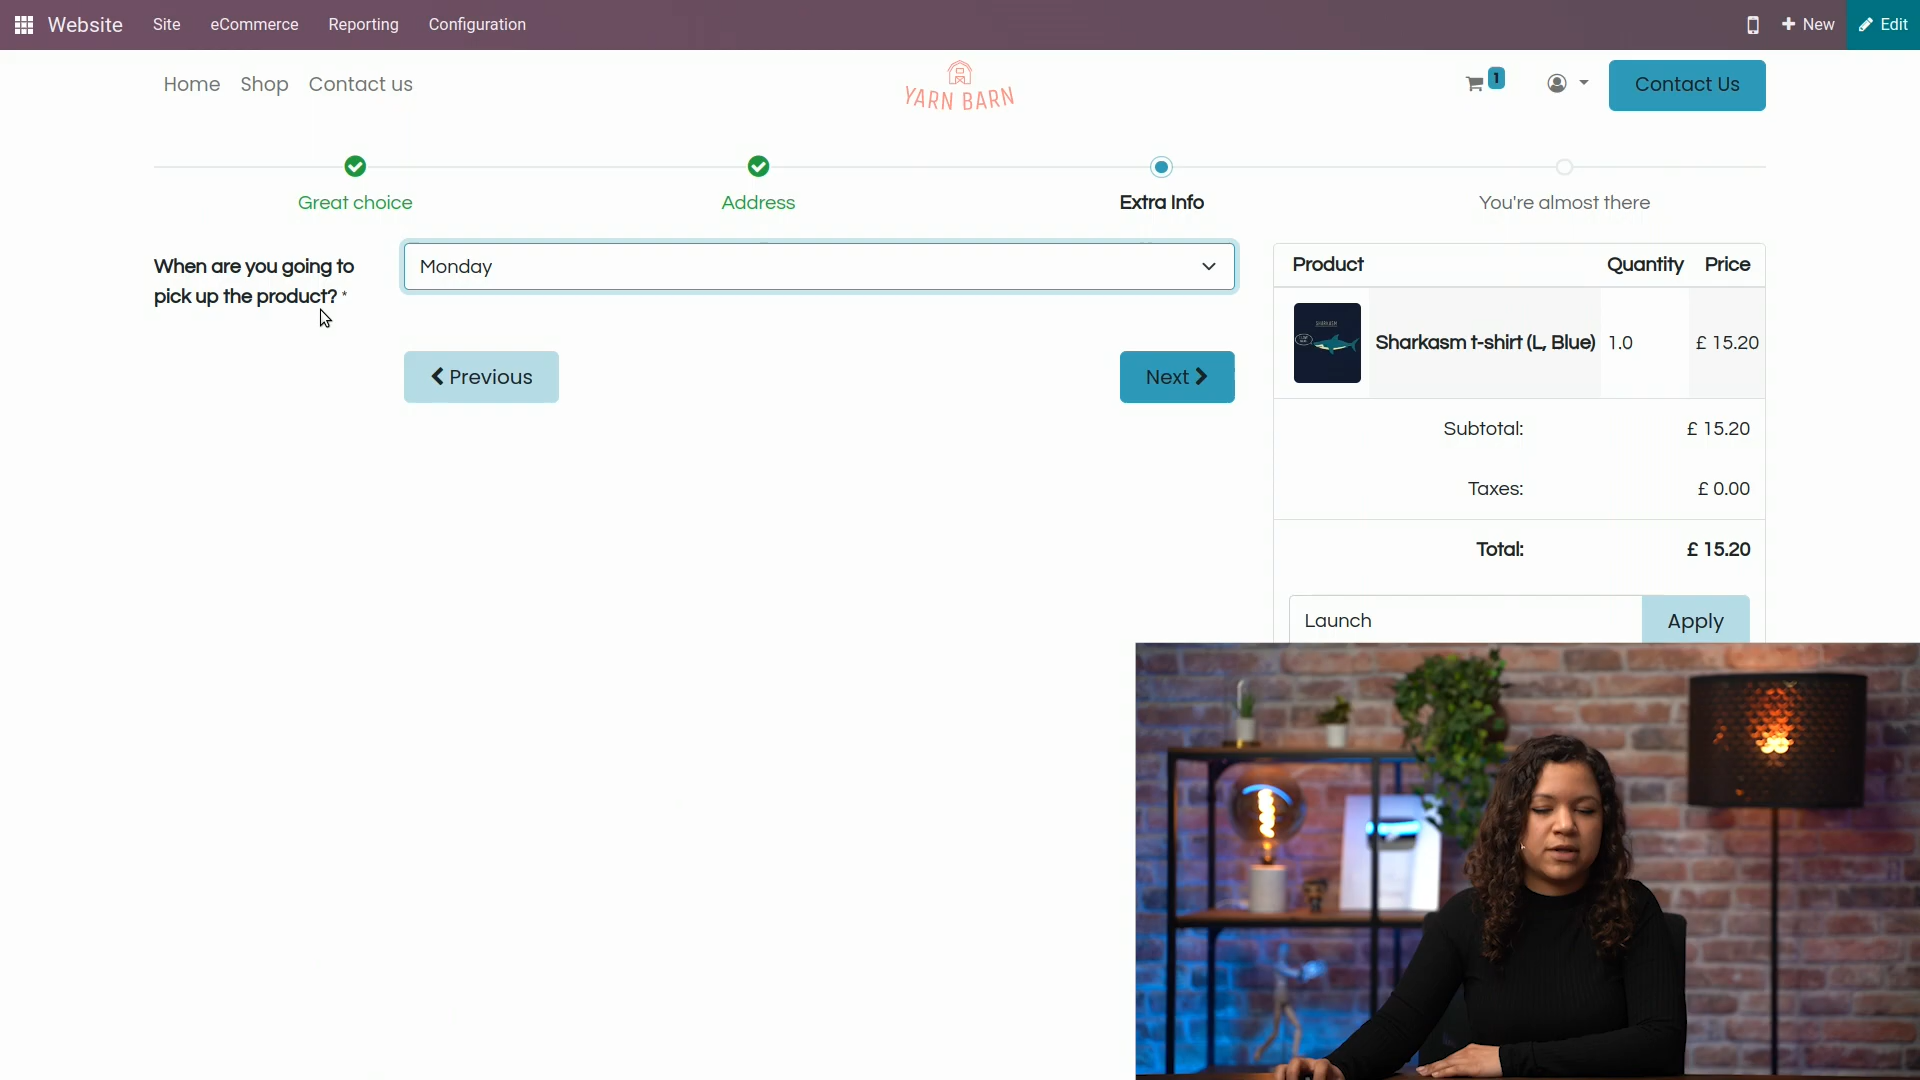 Website Site eCommerce Reporting Configuration + New Edit
Home Shop Contact us YARN BARN 1 Contact Us
Great choice Address Extra Info You're almost there
When are you going to
pick up the product? *
Monday
Previous Next
Product Quantity Price
SHARKASM
Sharkasm t-shirt (L, Blue) 1.0 £ 15.20
Subtotal: £ 15.20
Taxes: £ 0.00
Total: £ 15.20
Launch Apply